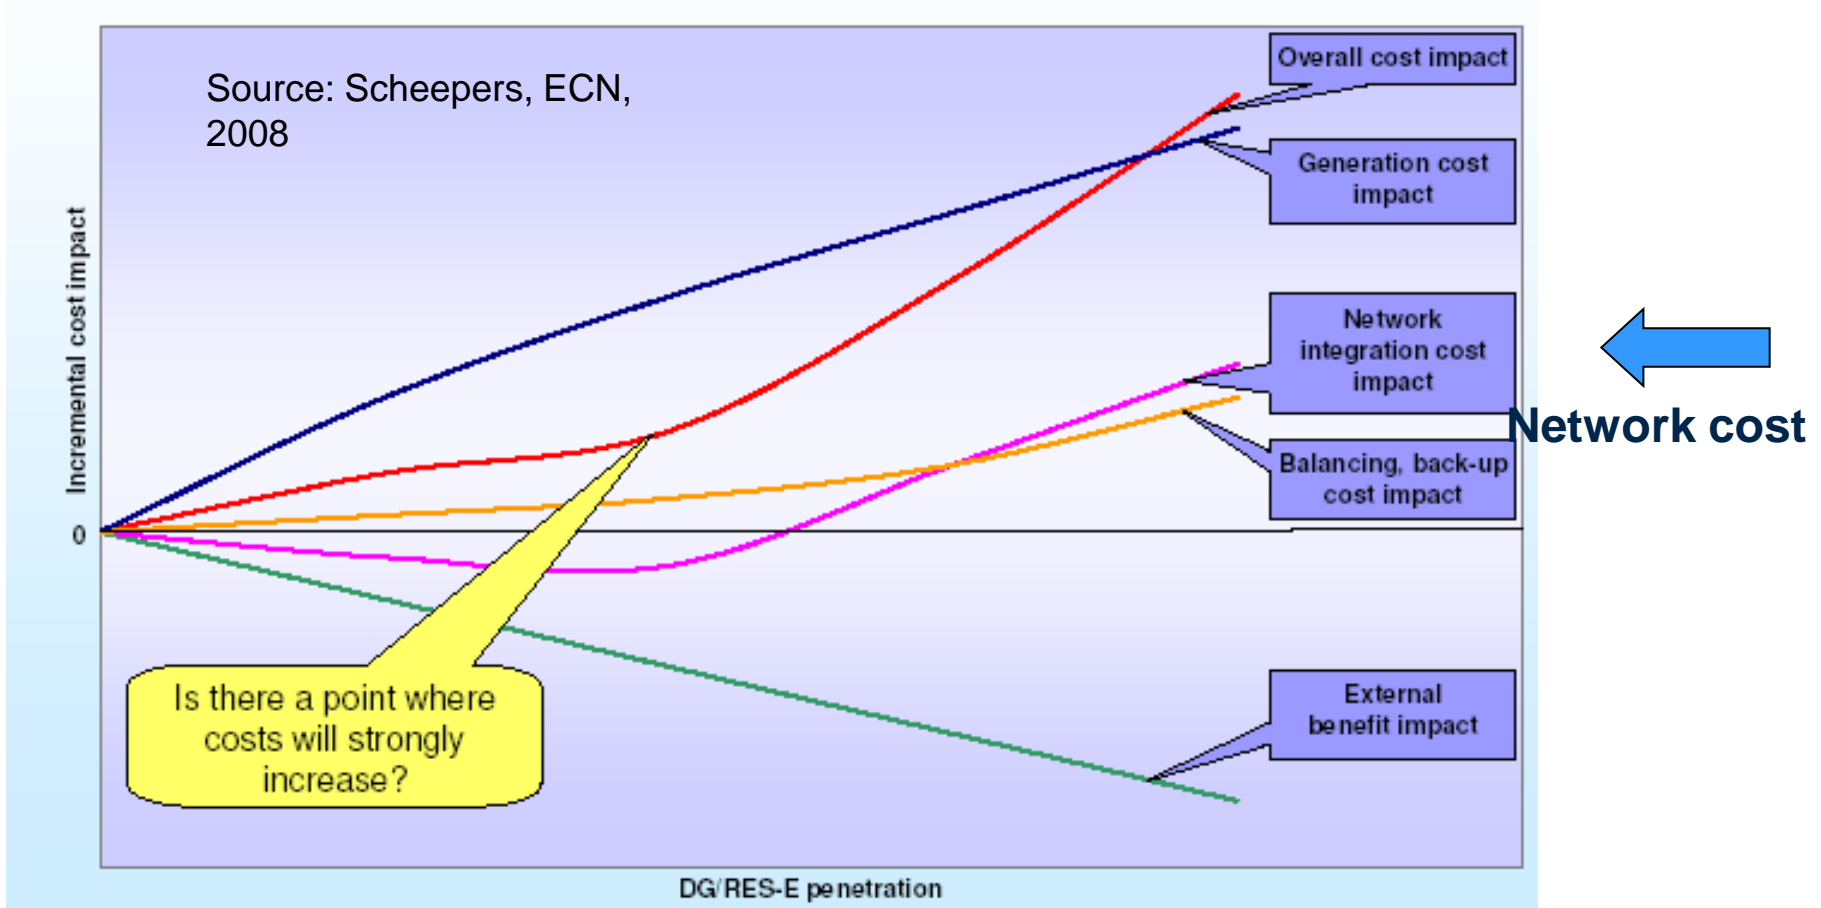 Source: Scheepers, ECN,
2008
Overall cost impact
Generation cost
impact
Network
integration cost
impact
Network cost
Balancing, back-up
cost impact
Incremental cost impact
0
Is there a point where
costs will strongly
increase?
External
benefit impact
DG/RES-E penetration